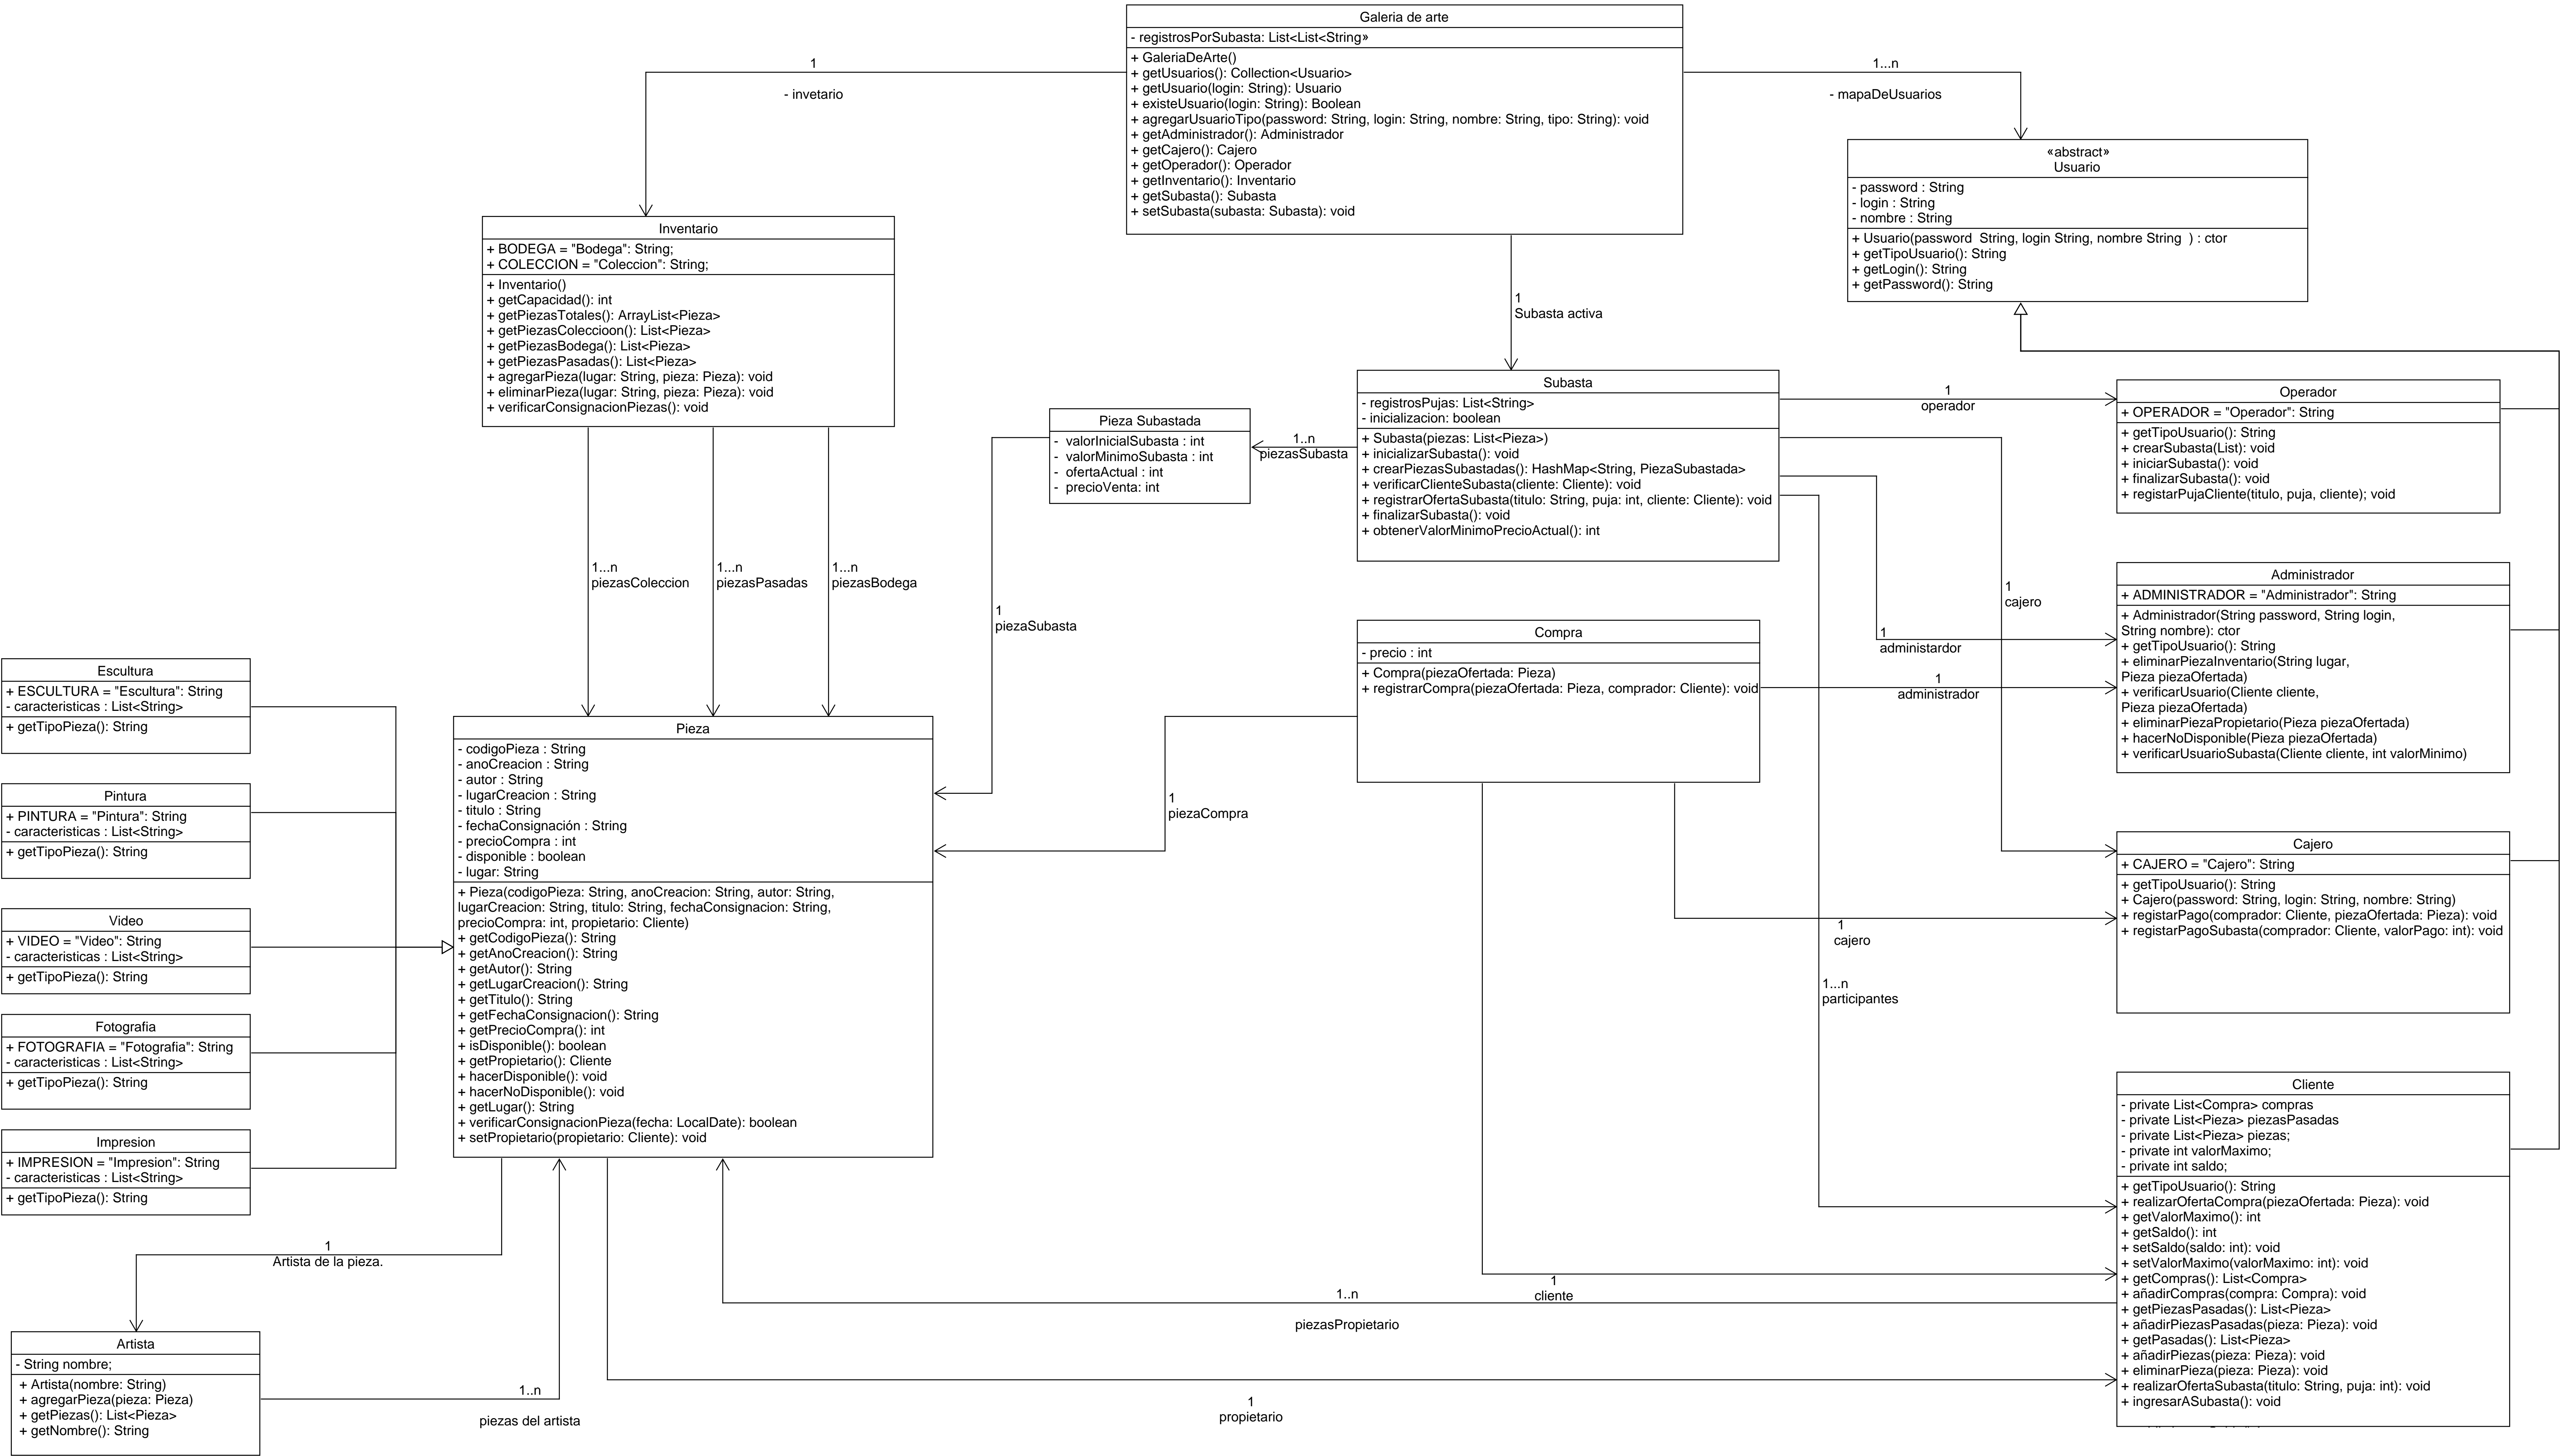 Galeria de arte
- registrosPorSubasta: List<List<String»
+ GaleriaDeArte()
+ getUsuarios(): Collection<Usuario>
+ getUsuario(login: String): Usuario
+ existeUsuario(login: String): Boolean
+ agregarUsuarioTipo(password: String, login: String, nombre: String, tipo: String): void
+ getAdministrador(): Administrador
+ getCajero(): Cajero
+ getOperador(): Operador
+ getInventario(): Inventario
+ getSubasta(): Subasta
+ setSubasta(subasta: Subasta): void
1
- invetario
1...n
- mapaDeUsuarios
«abstract»
Usuario
- password : String
- login : String
- nombre : String
+ Usuario(password  String, login String, nombre String  ) : ctor
+ getTipoUsuario(): String
+ getLogin(): String
+ getPassword(): String
Inventario
+ BODEGA = "Bodega": String;
+ COLECCION = "Coleccion": String;
+ Inventario()
+ getCapacidad(): int
+ getPiezasTotales(): ArrayList<Pieza>
+ getPiezasColeccioon(): List<Pieza>
+ getPiezasBodega(): List<Pieza>
+ getPiezasPasadas(): List<Pieza>
+ agregarPieza(lugar: String, pieza: Pieza): void
+ eliminarPieza(lugar: String, pieza: Pieza): void
+ verificarConsignacionPiezas(): void
1
Subasta activa
Subasta
- registrosPujas: List<String>
- inicializacion: boolean
+ Subasta(piezas: List<Pieza>)
+ inicializarSubasta(): void
+ crearPiezasSubastadas(): HashMap<String, PiezaSubastada>
+ verificarClienteSubasta(cliente: Cliente): void
+ registrarOfertaSubasta(titulo: String, puja: int, cliente: Cliente): void
+ finalizarSubasta(): void
+ obtenerValorMinimoPrecioActual(): int
Pieza Subastada
-  valorInicialSubasta : int
-  valorMinimoSubasta : int
-  ofertaActual : int
-  precioVenta: int
1..n
piezasSubasta
1
operador
Operador
+ OPERADOR = "Operador": String
+ getTipoUsuario(): String
+ crearSubasta(List): void
+ iniciarSubasta(): void
+ finalizarSubasta(): void
+ registarPujaCliente(titulo, puja, cliente); void
1...n
piezasColeccion
1...n
piezasPasadas
1...n
piezasBodega
1
piezaSubasta
1
cajero
1
administardor
Administrador
+ ADMINISTRADOR = "Administrador": String
+ Administrador(String password, String login,
String nombre): ctor
+ getTipoUsuario(): String
+ eliminarPiezaInventario(String lugar,
Pieza piezaOfertada)
+ verificarUsuario(Cliente cliente,
Pieza piezaOfertada)
+ eliminarPiezaPropietario(Pieza piezaOfertada)
+ hacerNoDisponible(Pieza piezaOfertada)
+ verificarUsuarioSubasta(Cliente cliente, int valorMinimo)
Compra
- precio : int
+ Compra(piezaOfertada: Pieza)
+ registrarCompra(piezaOfertada: Pieza, comprador: Cliente): void
1
administrador
Escultura
+ ESCULTURA = "Escultura": String
- caracteristicas : List<String>
+ getTipoPieza(): String
Pintura
+ PINTURA = "Pintura": String
- caracteristicas : List<String>
+ getTipoPieza(): String
Video
+ VIDEO = "Video": String
- caracteristicas : List<String>
+ getTipoPieza(): String
Fotografia
+ FOTOGRAFIA = "Fotografia": String
- caracteristicas : List<String>
+ getTipoPieza(): String
Impresion
+ IMPRESION = "Impresion": String
- caracteristicas : List<String>
+ getTipoPieza(): String
Pieza
- codigoPieza : String
- anoCreacion : String
- autor : String
- lugarCreacion : String
- titulo : String
- fechaConsignación : String
- precioCompra : int
- disponible : boolean
- lugar: String
+ Pieza(codigoPieza: String, anoCreacion: String, autor: String,
lugarCreacion: String, titulo: String, fechaConsignacion: String,
precioCompra: int, propietario: Cliente)
+ getCodigoPieza(): String
+ getAnoCreacion(): String
+ getAutor(): String
+ getLugarCreacion(): String
+ getTitulo(): String
+ getFechaConsignacion(): String
+ getPrecioCompra(): int
+ isDisponible(): boolean
+ getPropietario(): Cliente
+ hacerDisponible(): void
+ hacerNoDisponible(): void
+ getLugar(): String
+ verificarConsignacionPieza(fecha: LocalDate): boolean
+ setPropietario(propietario: Cliente): void
1
piezaCompra
1
cajero
Cajero
+ CAJERO = "Cajero": String
+ getTipoUsuario(): String
+ Cajero(password: String, login: String, nombre: String)
+ registarPago(comprador: Cliente, piezaOfertada: Pieza): void
+ registarPagoSubasta(comprador: Cliente, valorPago: int): void
1...n
participantes
Cliente
- private List<Compra> compras
- private List<Pieza> piezasPasadas
- private List<Pieza> piezas;
- private int valorMaximo;
- private int saldo;
+ getTipoUsuario(): String
+ realizarOfertaCompra(piezaOfertada: Pieza): void
+ getValorMaximo(): int
+ getSaldo(): int
+ setSaldo(saldo: int): void
+ setValorMaximo(valorMaximo: int): void
+ getCompras(): List<Compra>
+ añadirCompras(compra: Compra): void
+ getPiezasPasadas(): List<Pieza>
+ añadirPiezasPasadas(pieza: Pieza): void
+ getPasadas(): List<Pieza>
+ añadirPiezas(pieza: Pieza): void
+ eliminarPieza(pieza: Pieza): void
+ realizarOfertaSubasta(titulo: String, puja: int): void
+ ingresarASubasta(): void
1
Artista de la pieza.
1
cliente
1..n
piezasPropietario
Artista
- String nombre;
+ Artista(nombre: String)
+ agregarPieza(pieza: Pieza)
+ getPiezas(): List<Pieza>
+ getNombre(): String
1..n
piezas del artista
1
propietario